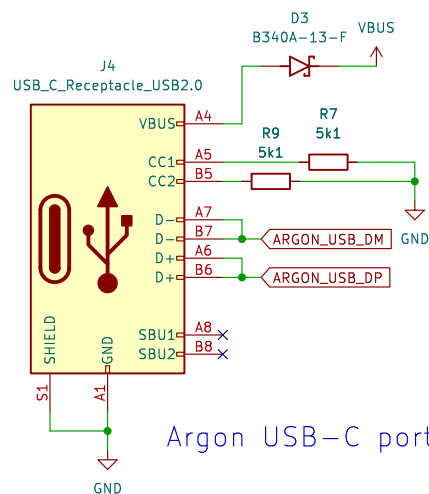 D3
B340A-13-F
VBUS
J4
USB_C_Receptacle_USB2.0
VBUS A4
R7
5k1
R9
5k1
CC1 A5
CC2 B5
D- A7
D- B7
ARGON_USB_DM
D+ A6
D+ B6
ARGON_USB_DP
GND
SBU1 A8
SBU2 B8
SHIELD
GND
S1
A1
Argon USB-C port
GND